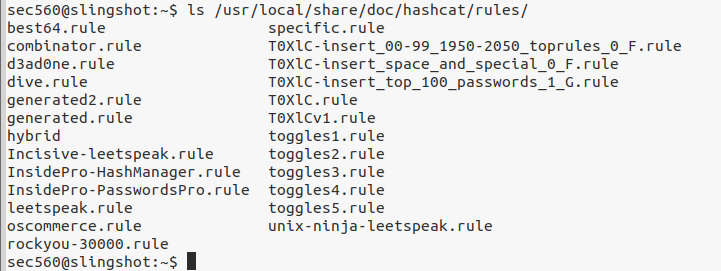 sec560@slingshot:~$ ls /usr/local/share/doc/hashcat/rules/
best64.rule specific.rule
combinator.rule T0XlC-insert_00-99_1950-2050_toprules_0_F.rule
d3ad0ne.rule T0XlC-insert_space_and_special_0_F.rule
dive.rule T0XlC-insert_top_100_passwords_1_G.rule
generated2.rule T0XlC.rule
generated.rule T0XlCv1.rule
hybrid toggles1.rule
Incisive-leetspeak.rule toggles2.rule
InsidePro-HashManager.rule toggles3.rule
InsidePro-PasswordsPro.rule toggles4.rule
leetspeak.rule toggles5.rule
oscommerce.rule unix-ninja-leetspeak.rule
rockyou-30000.rule
sec560@slingshot:~$